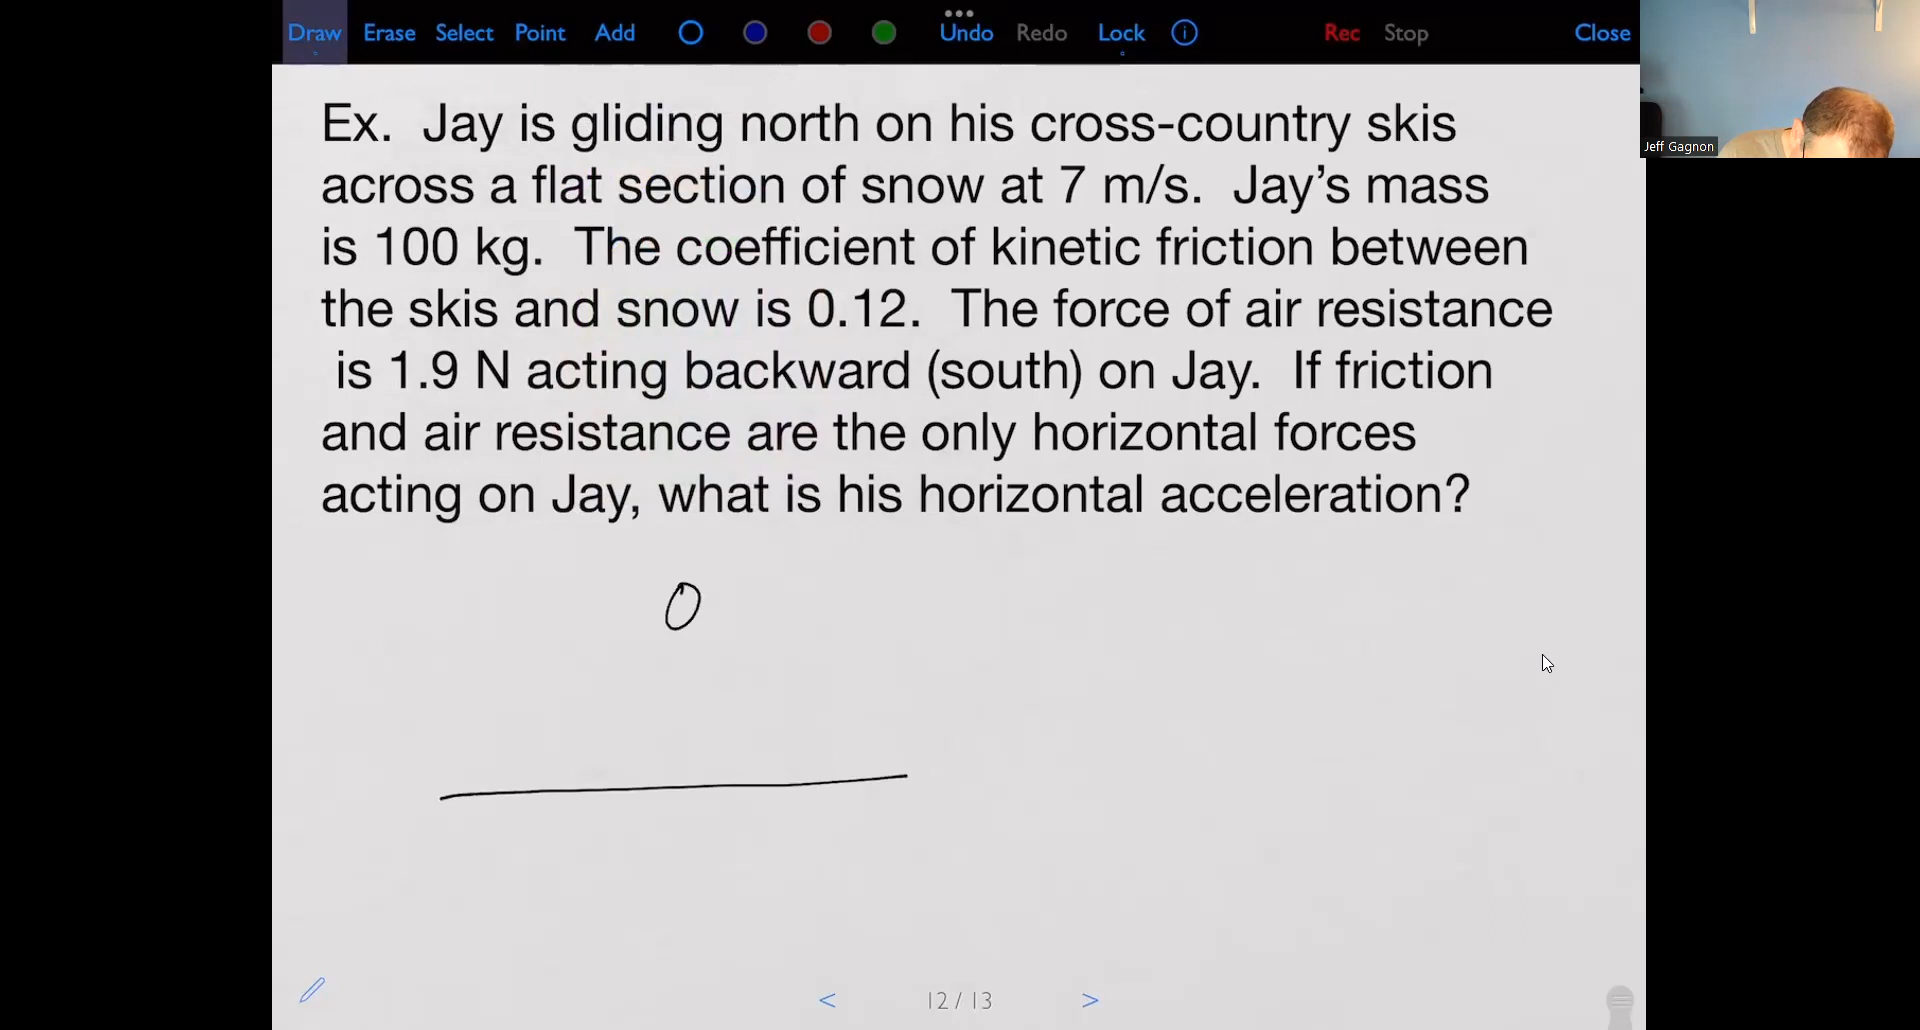 Draw Erase Select Point Add Undo Redo Lock Rec Stop Close
Jeff Gagnon
Ex. Jay is gliding north on his cross-country skis
across a flat section of snow at 7 m/s. Jay’s mass
is 100 kg. The coefficient of kinetic friction between
the skis and snow is 0.12. The force of air resistance
is 1.9 N acting backward (south) on Jay. If friction
and air resistance are the only horizontal forces
acting on Jay, what is his horizontal acceleration?
< 12 / 13 >